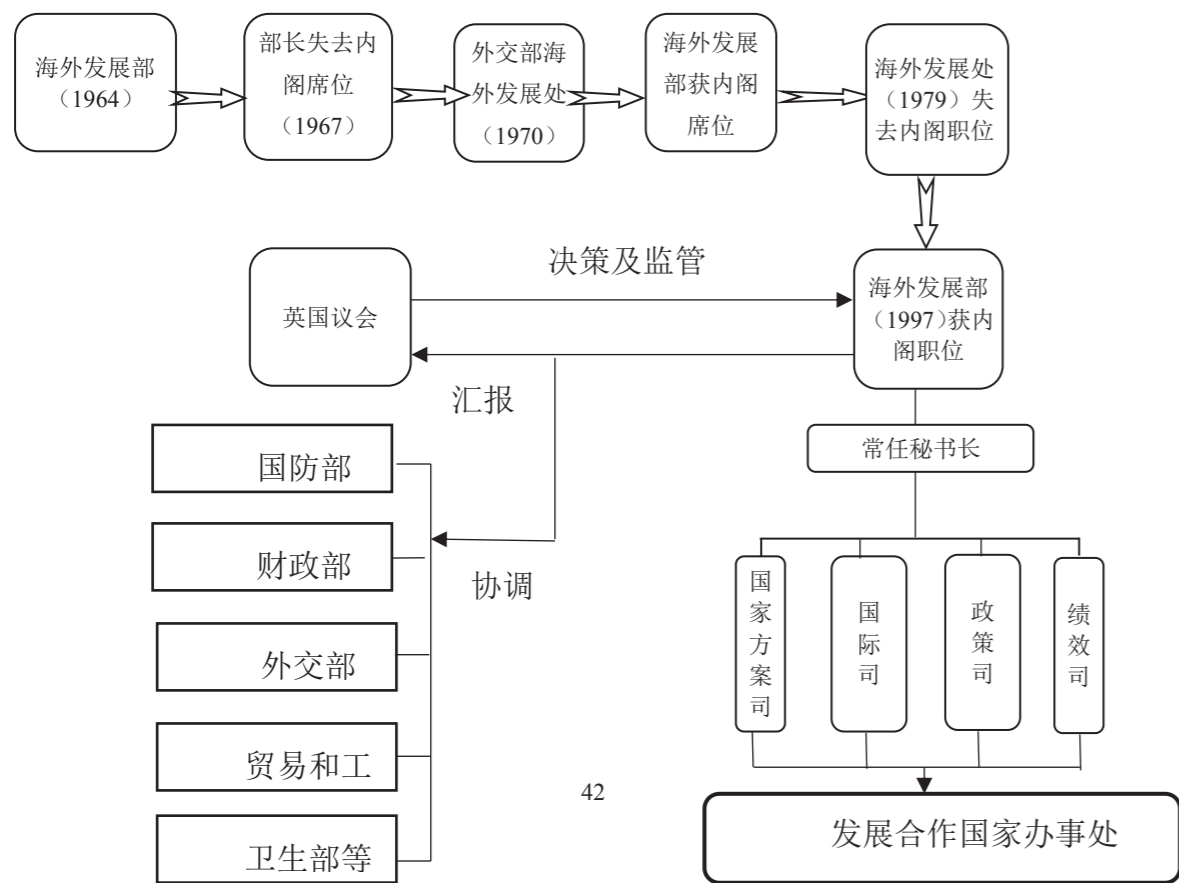 海外发展部
（1964）
部长失去内
阁席位
（1967）
外交部海
外发展处
（1970）
海外发展
部获内阁
席位
海外发展处
（1979）失
去内阁职位
决策及监管
英国议会
海外发展部
（1997)获内
阁职位
汇报
常任秘书长
国防部
财政部
协调
外交部
贸易和工
卫生部等
国家方案司
国际司
政策司
绩效司
42
发展合作国家办事处